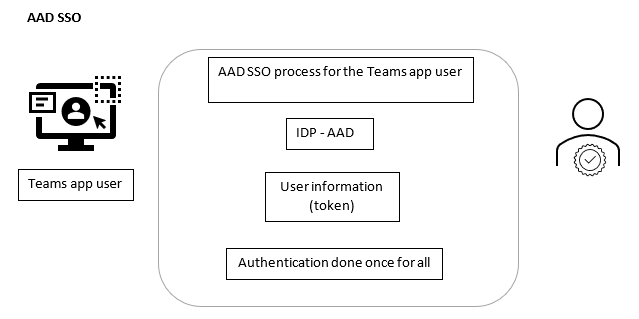 AAD SSO
AAD SSO process for the Teams app user
IDP - AAD
Teams app user
User information
(token)
Authentication done once for all